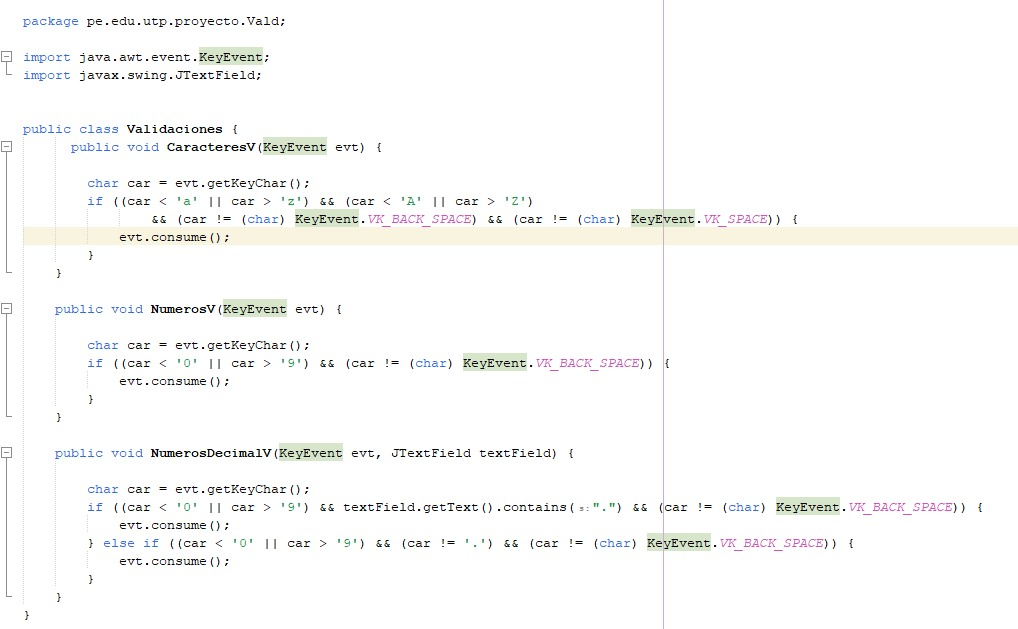 package pe.edu.utp.proyecto.Vald;
import java.awt.event.KeyEvent;
import javax.swing.JTextField;
public class Validaciones {
public void CaracteresV(KeyEvent evt) {
char car = evt.getKeyChar();
if ((car < 'a' || car > 'z') && (car < 'A' || car > 'Z')
&& (car != (char) KeyEvent.VK_BACK_SPACE) && (car != (char) KeyEvent.VK_SPACE)) {
evt.consume();
}
}
public void NumerosV(KeyEvent evt) {
char car = evt.getKeyChar();
if ((car < '0' || car > '9') && (car != (char) KeyEvent.VK_BACK_SPACE)) {
evt.consume();
}
}
public void NumerosDecimalV(KeyEvent evt, JTextField textField) {
char car = evt.getKeyChar();
if ((car < '0' || car > '9') && textField.getText().contains(s:".") && (car != (char) KeyEvent.VK_BACK_SPACE)) {
evt.consume();
} else if ((car < '0' || car > '9') && (car != '.') && (car != (char) KeyEvent.VK_BACK_SPACE)) {
evt.consume();
}
}
}